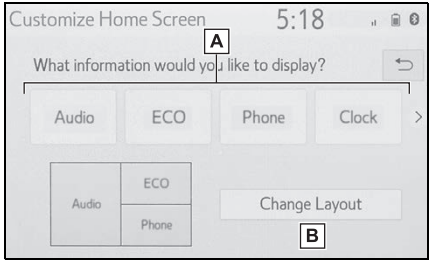 Customize Home Screen 5:18
A
What information would you like to display?
Audio ECO Phone Clock >
Audio ECO
Phone
Change Layout
B